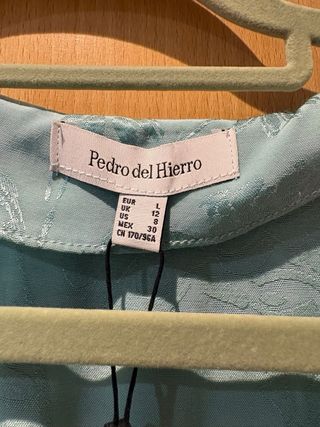 Pedro del Hierro
EUR L
UK 12
US 8
MEX 30
CN 170/96A